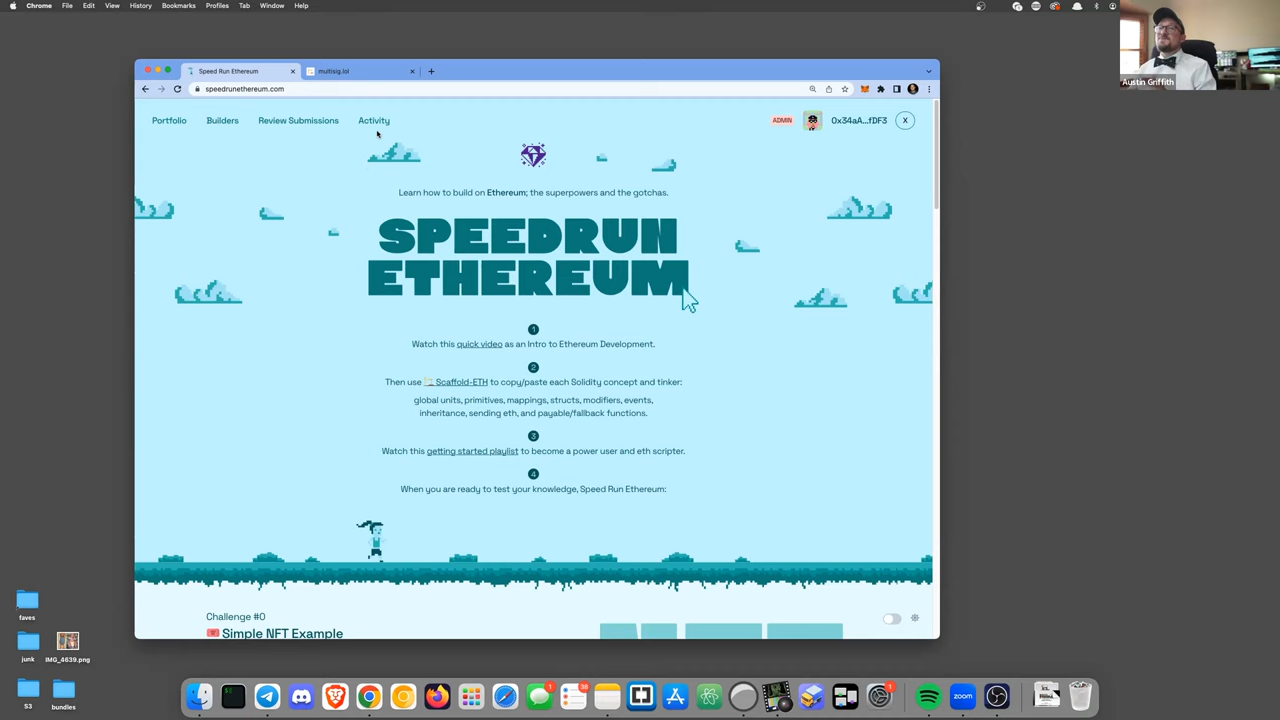 Chrome File Edit View History Bookmarks Profiles Tab Window Help
Austin Griffith
Speed Run Ethereum
multisig.lol
speedrunethereum.com
Portfolio Builders Review Submissions Activity
ADMIN 0x34aA...fDF3 X
Learn how to build on Ethereum; the superpowers and the gotchas.
SPEEDRUN
ETHEREUM
1
Watch this quick video as an Intro to Ethereum Development.
2
Then use Scaffold-ETH to copy/paste each Solidity concept and tinker:
global units, primitives, mappings, structs, modifiers, events,
inheritance, sending eth, and payable/fallback functions.
3
Watch this getting started playlist to become a power user and eth scripter.
4
When you are ready to test your knowledge, Speed Run Ethereum:
Challenge #0
Simple NFT Example
faves
junk IMG_4639.png
S3 bundles
1
1
zoom